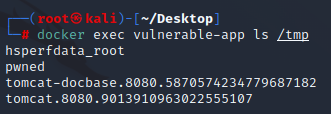 ┌──(root㉿kali)-[~/Desktop]
└─# docker exec vulnerable-app ls /tmp
hsperfdata_root
pwned
tomcat-docbase.8080.5870574234779687182
tomcat.8080.9013910963022555107